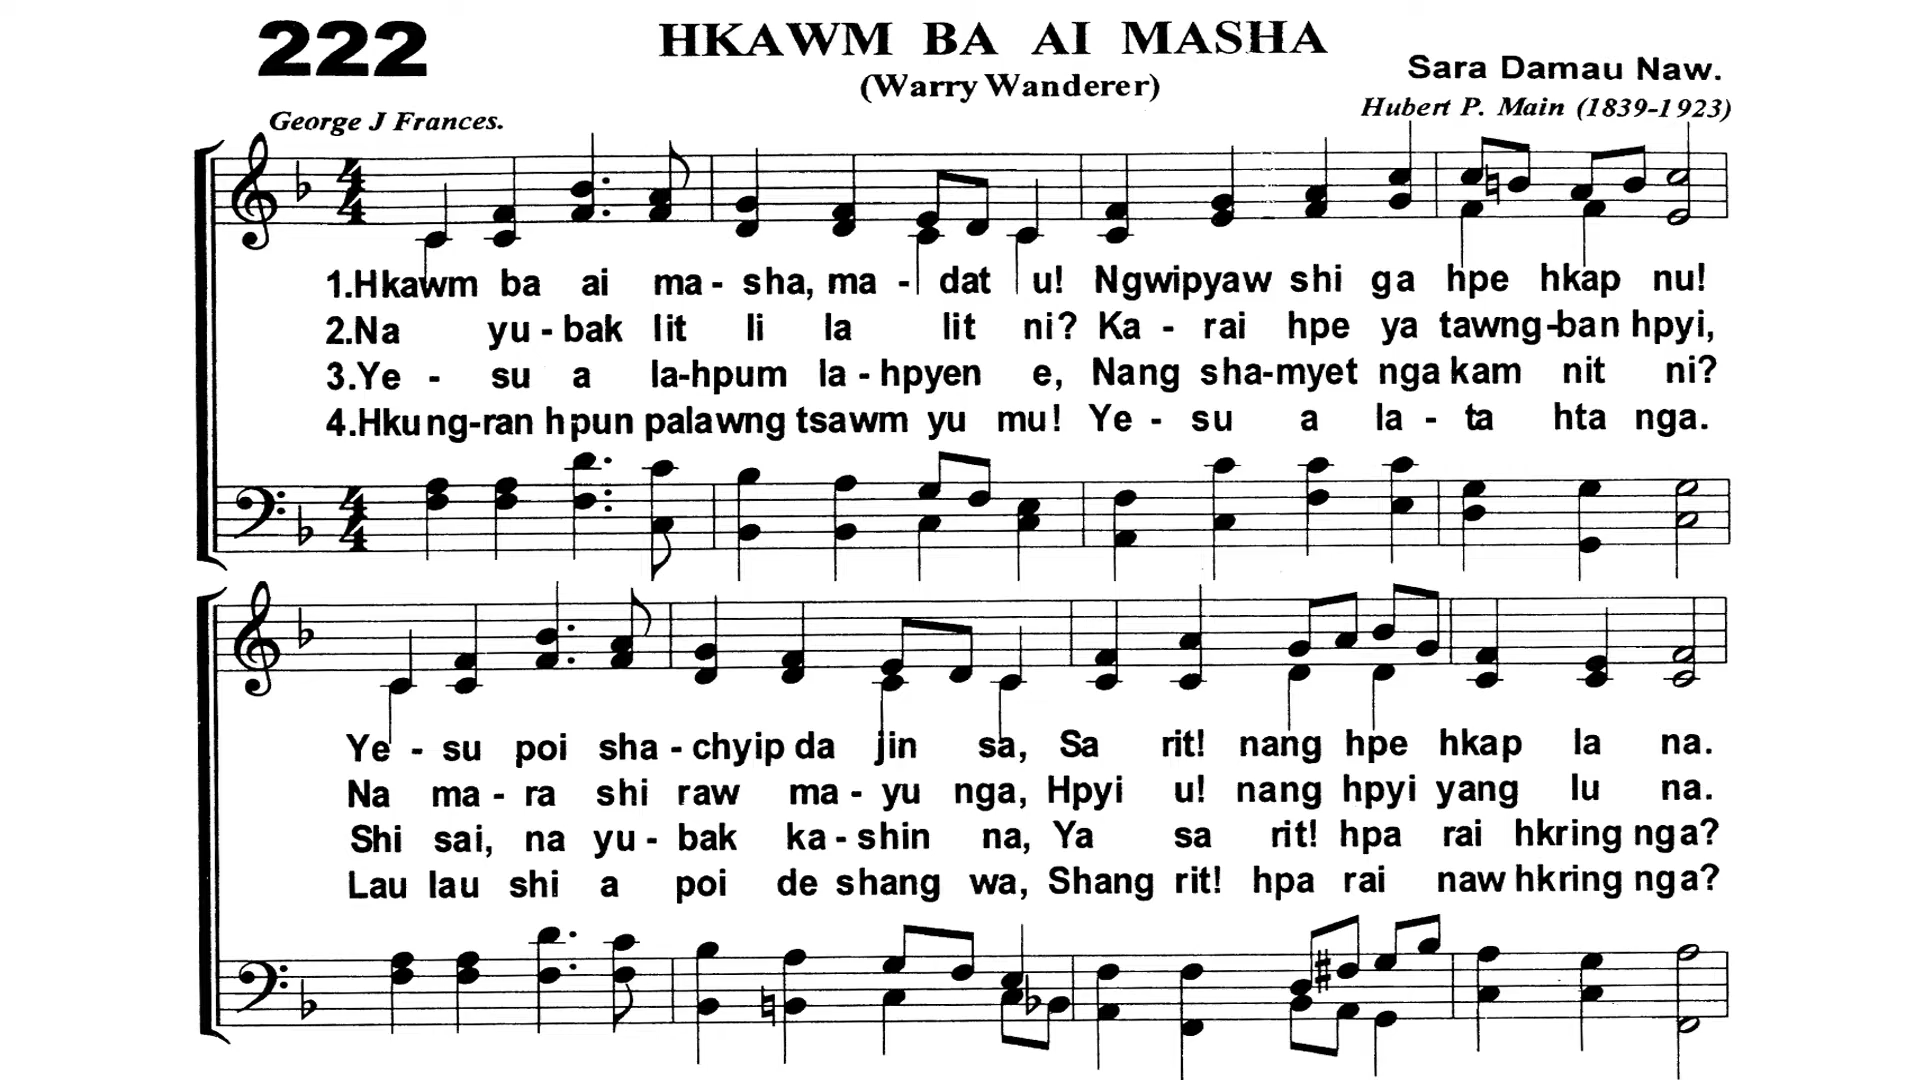 222
HKAWM BA AI MASHA
(Warry Wanderer)
Sara Damau Naw.
George J Frances.
Hubert P. Main (1839-1923)
1.Hkawm ba ai ma - sha, ma - dat u! Ngwipyaw shi ga hpe hkap nu!
2.Na yu - bak lit li la lit ni? Ka - rai hpe ya tawng-ban hpyi,
3.Ye - su a la-hpum la - hpyen e, Nang sha-myet nga kam nit ni?
4.Hkung-ran hpun palawng tsawm yu mu! Ye - su a la - ta hta nga.
Ye - su poi sha - chyip da jin sa, Sa rit! nang hpe hkap la na.
Na ma - ra shi raw ma - yu nga, Hpyi u! nang hpyi yang lu na.
Shi sai, na yu - bak ka - shin na, Ya sa rit! hpa rai hkring nga?
Lau lau shi a poi de shang wa, Shang rit! hpa rai naw hkring nga?